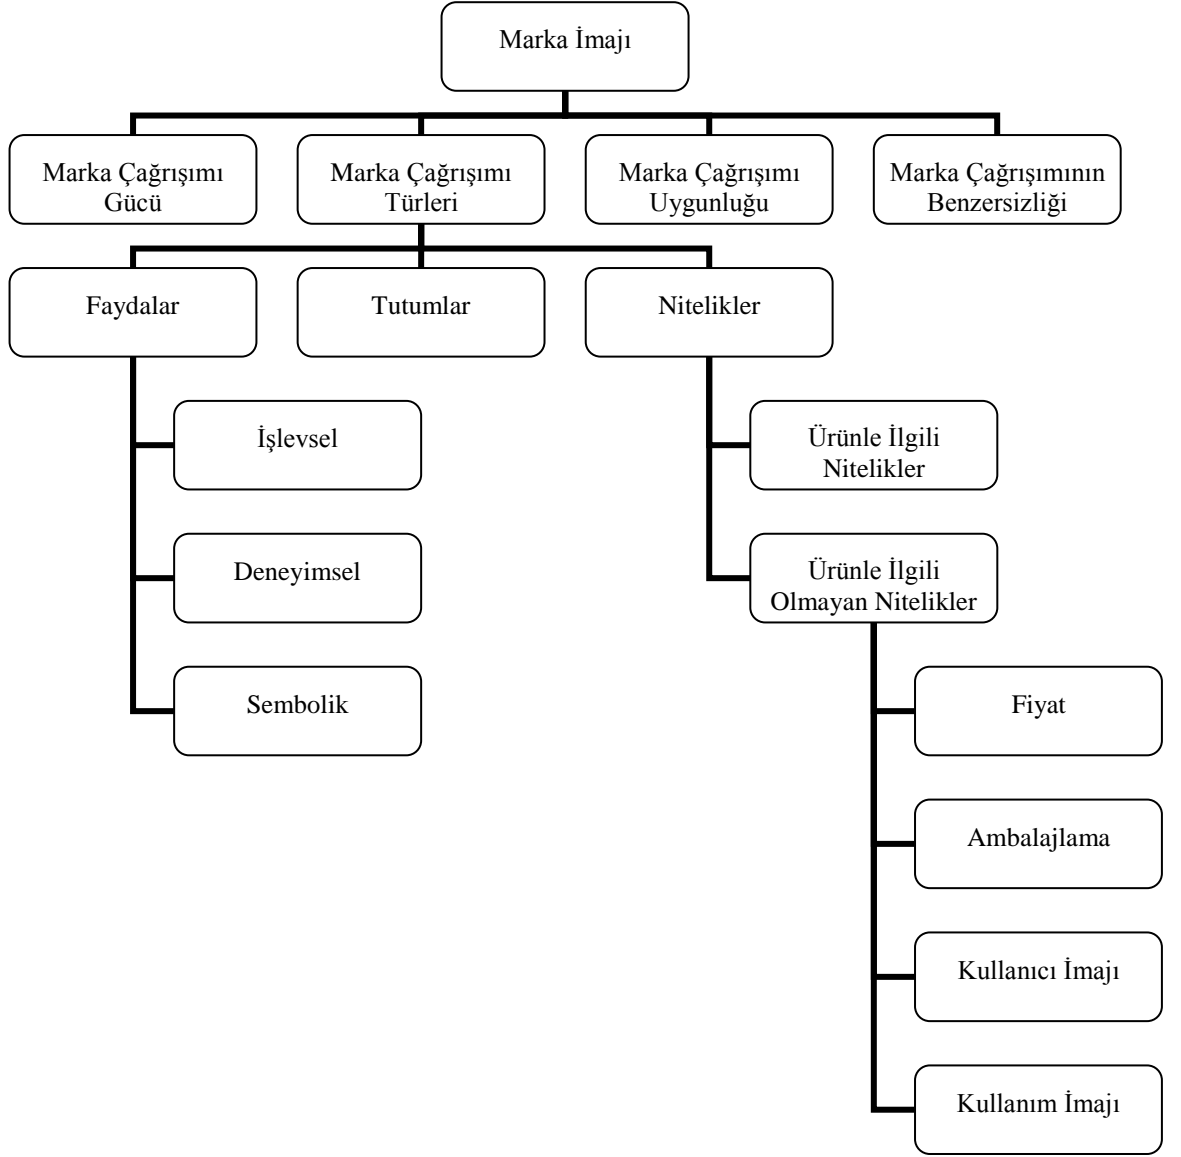 Marka İmajı
Marka Çağrışımı
Gücü
Marka Çağrışımı
Türleri
Marka Çağrışımı
Uygunluğu
Marka Çağrışımının
Benzersizliği
Faydalar
Tutumlar
Nitelikler
İşlevsel
Ürünle İlgili
Nitelikler
Deneyimsel
Ürünle İlgili
Olmayan Nitelikler
Sembolik
Fiyat
Ambalajlama
Kullanıcı İmajı
Kullanım İmajı